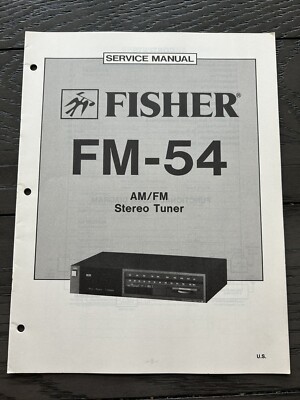 SERVICE MANUAL
FISHER®
FM-54
AM/FM
Stereo Tuner
U.S.